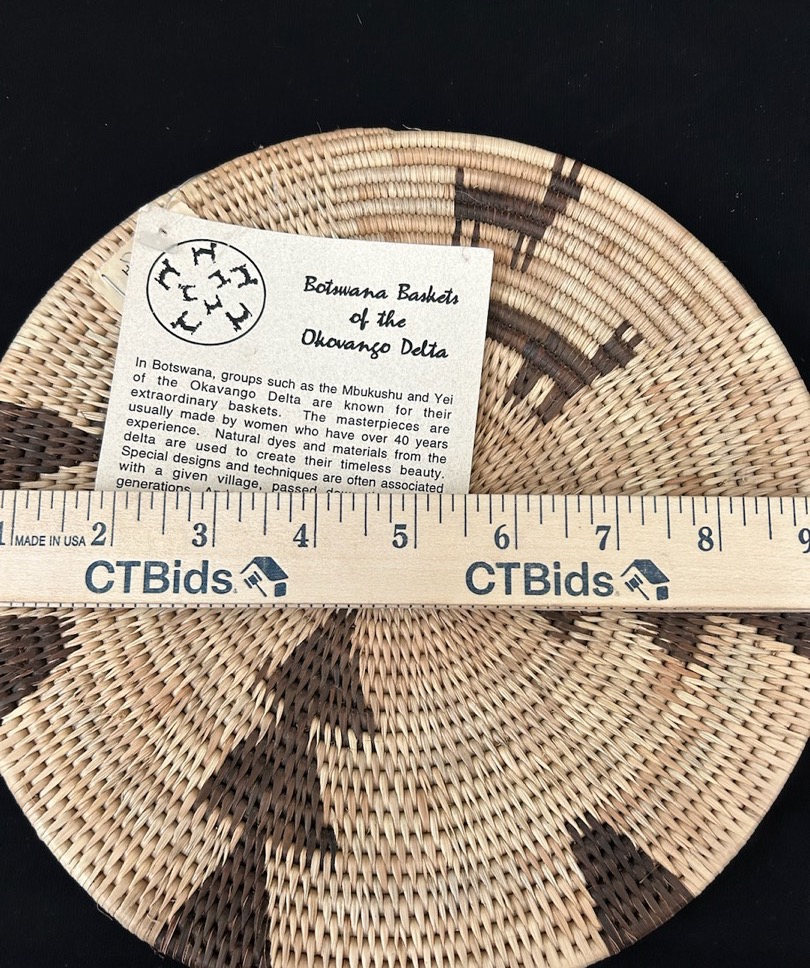 Botswana Baskets
of the
Okovango Delta
In Botswana, groups such as the Mbukushu and Yei
of the Okavango Delta are known for their
extraordinary baskets. The masterpieces are
usually made by women who have over 40 years
experience. Natural dyes and materials from the
delta are used to create their timeless beauty.
Special designs and techniques are often associated
with a given village, passed
generations.
1 MADE IN USA 2 3 4 5 6 7 8 9
CTBids CTBids